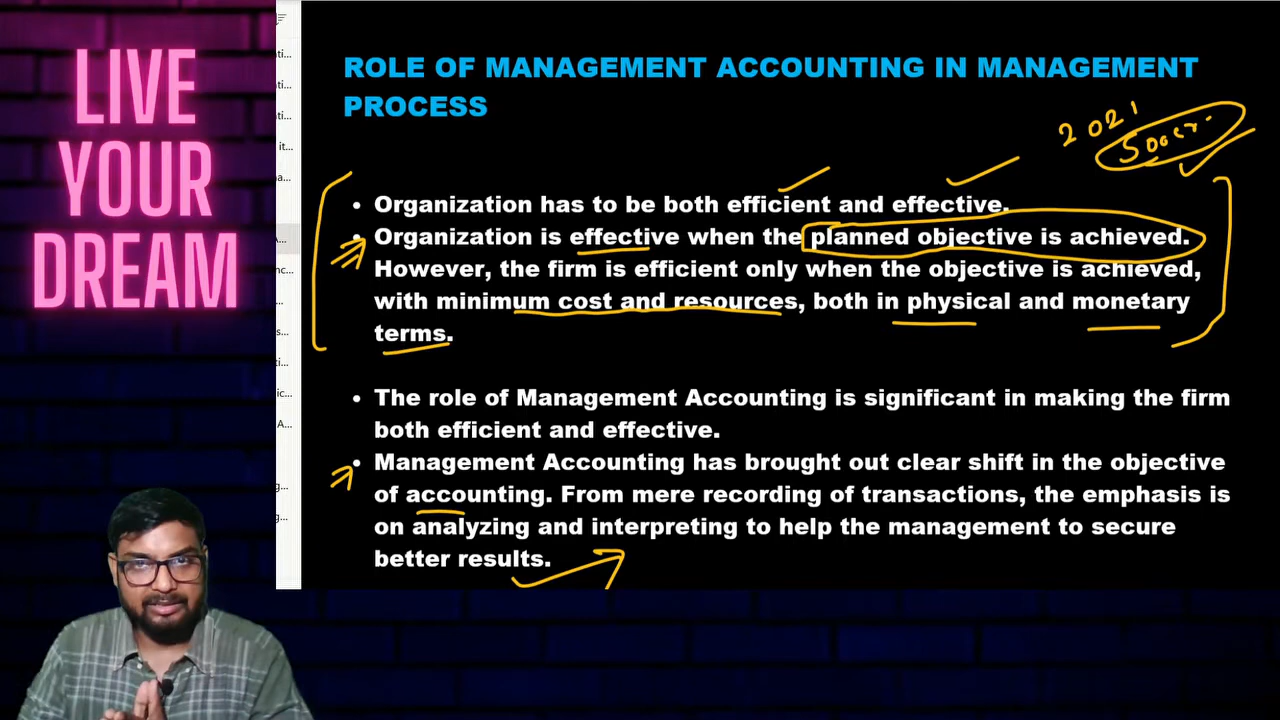 LIVE
YOUR
DREAM
ROLE OF MANAGEMENT ACCOUNTING IN MANAGEMENT
PROCESS
2021
500cr.
• Organization has to be both efficient and effective.
• Organization is effective when the planned objective is achieved.
However, the firm is efficient only when the objective is achieved,
with minimum cost and resources, both in physical and monetary
terms.
• The role of Management Accounting is significant in making the firm
both efficient and effective.
• Management Accounting has brought out clear shift in the objective
of accounting. From mere recording of transactions, the emphasis is
on analyzing and interpreting to help the management to secure
better results.